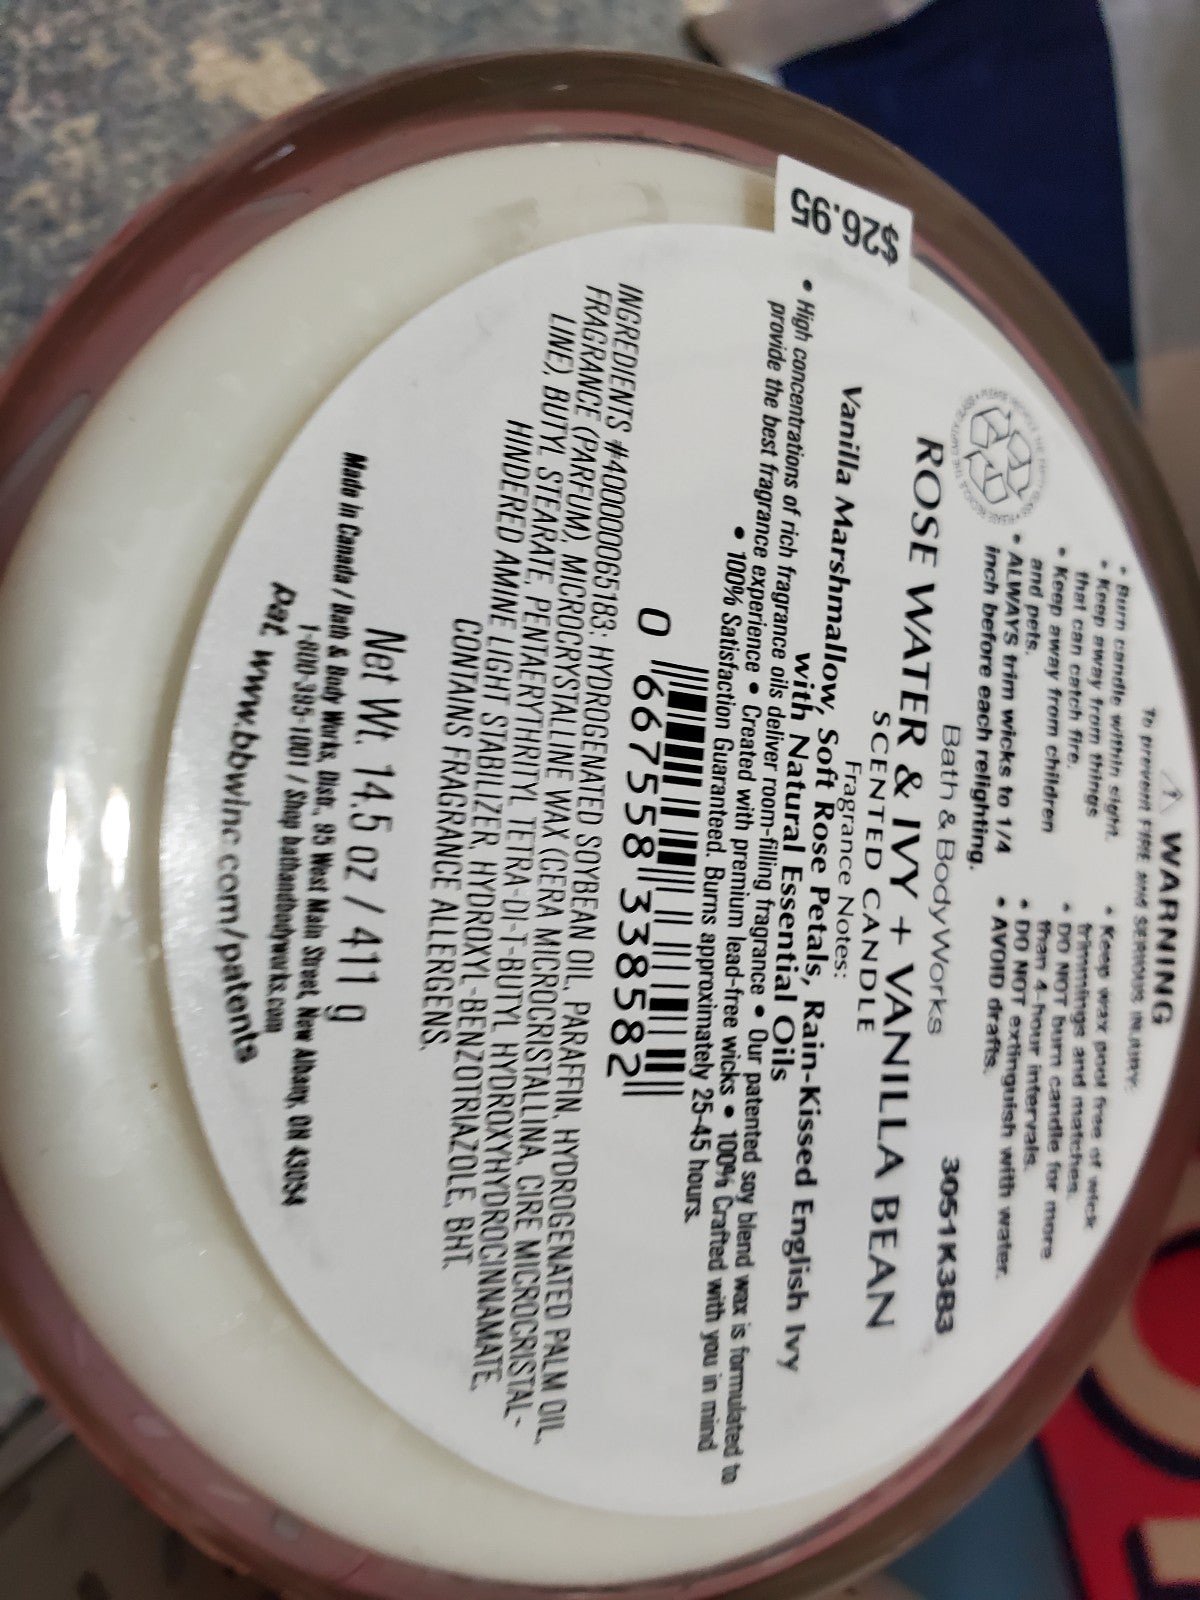 $26.95
WARNING
To prevent FIRE and SERIOUS INJURY:
• Burn candle within sight.
• Keep away from things
that can catch fire.
• Keep away from children
and pets.
• ALWAYS trim wicks to 1/4
inch before each relighting.
• Keep wax pool free of wick
trimmings and matches.
• DO NOT burn candle for more
than 4-hour intervals.
• DO NOT extinguish with water.
• AVOID drafts.
Bath & Body Works
3051K3B3
ROSE WATER & IVY + VANILLA BEAN
SCENTED CANDLE
Fragrance Notes:
Vanilla Marshmallow, Soft Rose Petals, Rain-Kissed English Ivy
with Natural Essential Oils
• High concentrations of rich fragrance oils deliver room-filling fragrance • Our patented soy blend wax is formulated to
provide the best fragrance experience • Created with premium lead-free wicks • 100% Crafted with you in mind
• 100% Satisfaction Guaranteed. Burns approximately 25-45 hours.
0 667558 338582
INGREDIENTS #40000065183: HYDROGENATED SOYBEAN OIL, PARAFFIN, HYDROGENATED PALM OIL,
FRAGRANCE (PARFUM), MICROCRYSTALLINE WAX (CERA MICROCRISTALLINA, CIRE MICROCRISTAL-
LINE), BUTYL STEARATE, PENTAERYTHRITYL TETRA-DI-T-BUTYL HYDROXYHYDROCINNAMATE,
HINDERED AMINE LIGHT STABILIZER, HYDROXYL-BENZOTRIAZOLE, BHT.
CONTAINS FRAGRANCE ALLERGENS.
Net Wt. 14.5 oz / 411 g
Made in Canada / Bath & Body Works, Distr., 95 West Main Street, New Albany, OH 43054
1-800-395-1001 / Shop bathandbodyworks.com
Pat. www.bbwinc.com/patents